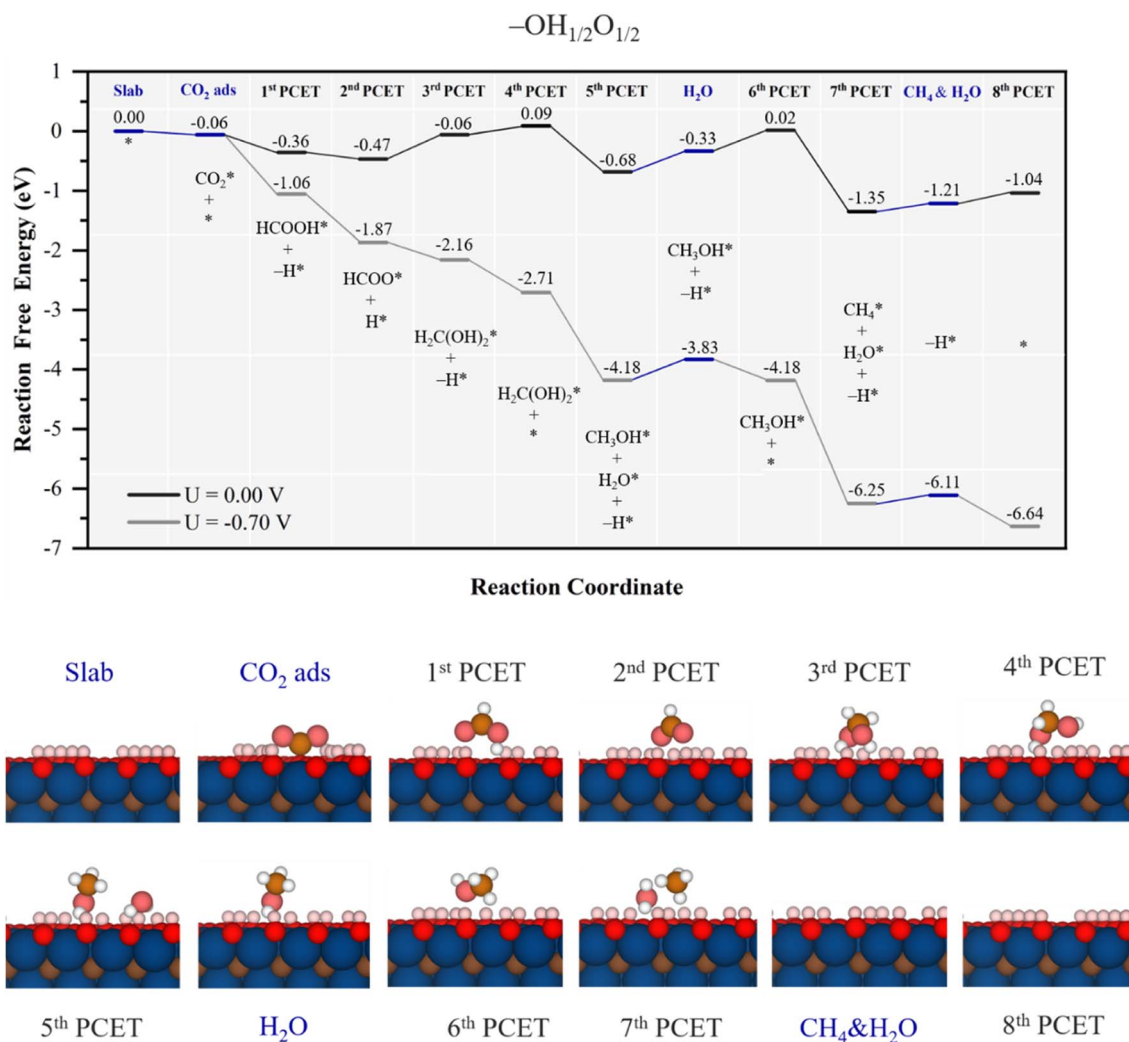 –OH1/2O1/2
1
0
-1
-2
-3
-4
-5
-6
-7
Reaction Free Energy (eV)
Slab CO2 ads 1st PCET 2nd PCET 3rd PCET 4th PCET 5th PCET H2O 6th PCET 7th PCET CH4 & H2O 8th PCET
0.00 -0.06 -0.36 -0.47 -0.06 0.09 -0.68 -0.33 0.02 -1.35 -1.21 -1.04
-1.06 -1.87 -2.16 -2.71 -4.18 -3.83 -4.18 -6.25 -6.11 -6.64
*
CO2*
+
*
HCOOH*
+
–H*
HCOO*
+
H*
H2C(OH)2*
+
–H*
H2C(OH)2*
+
*
CH3OH*
+
H2O*
+
–H*
CH3OH*
+
–H*
CH3OH*
+
*
CH4*
+
H2O*
+
–H*
–H*
*
U = 0.00 V
U = -0.70 V
Reaction Coordinate
Slab CO2 ads 1st PCET 2nd PCET 3rd PCET 4th PCET
5th PCET H2O 6th PCET 7th PCET CH4&H2O 8th PCET